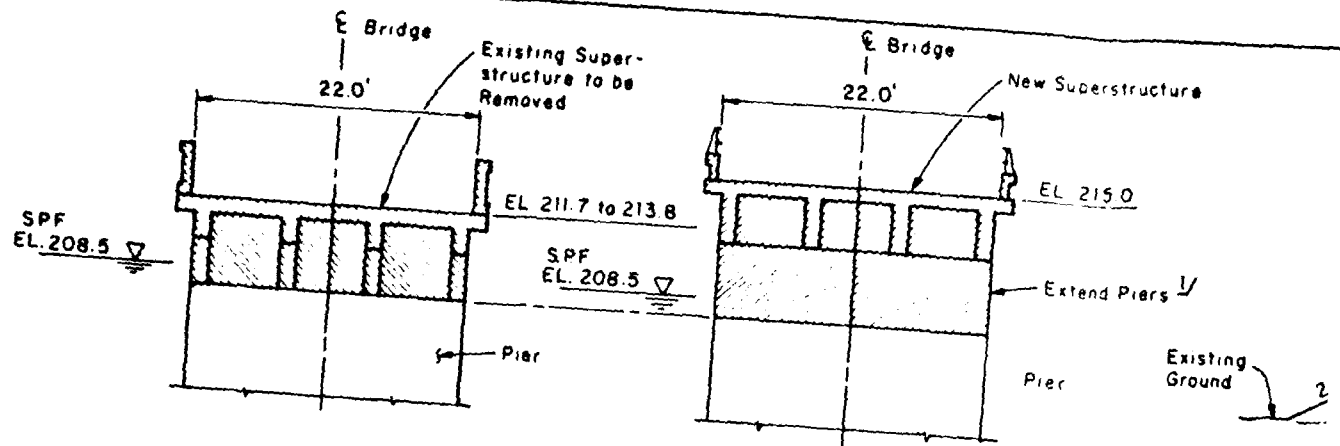 ℄ Bridge
Existing Super-
structure to be
Removed
22.0'
EL 211.7 to 213.8
SPF
EL. 208.5
Pier
℄ Bridge
22.0'
New Superstructure
EL 215.0
SPF
EL. 208.5
Extend Piers 1/
Pier
Existing
Ground
2